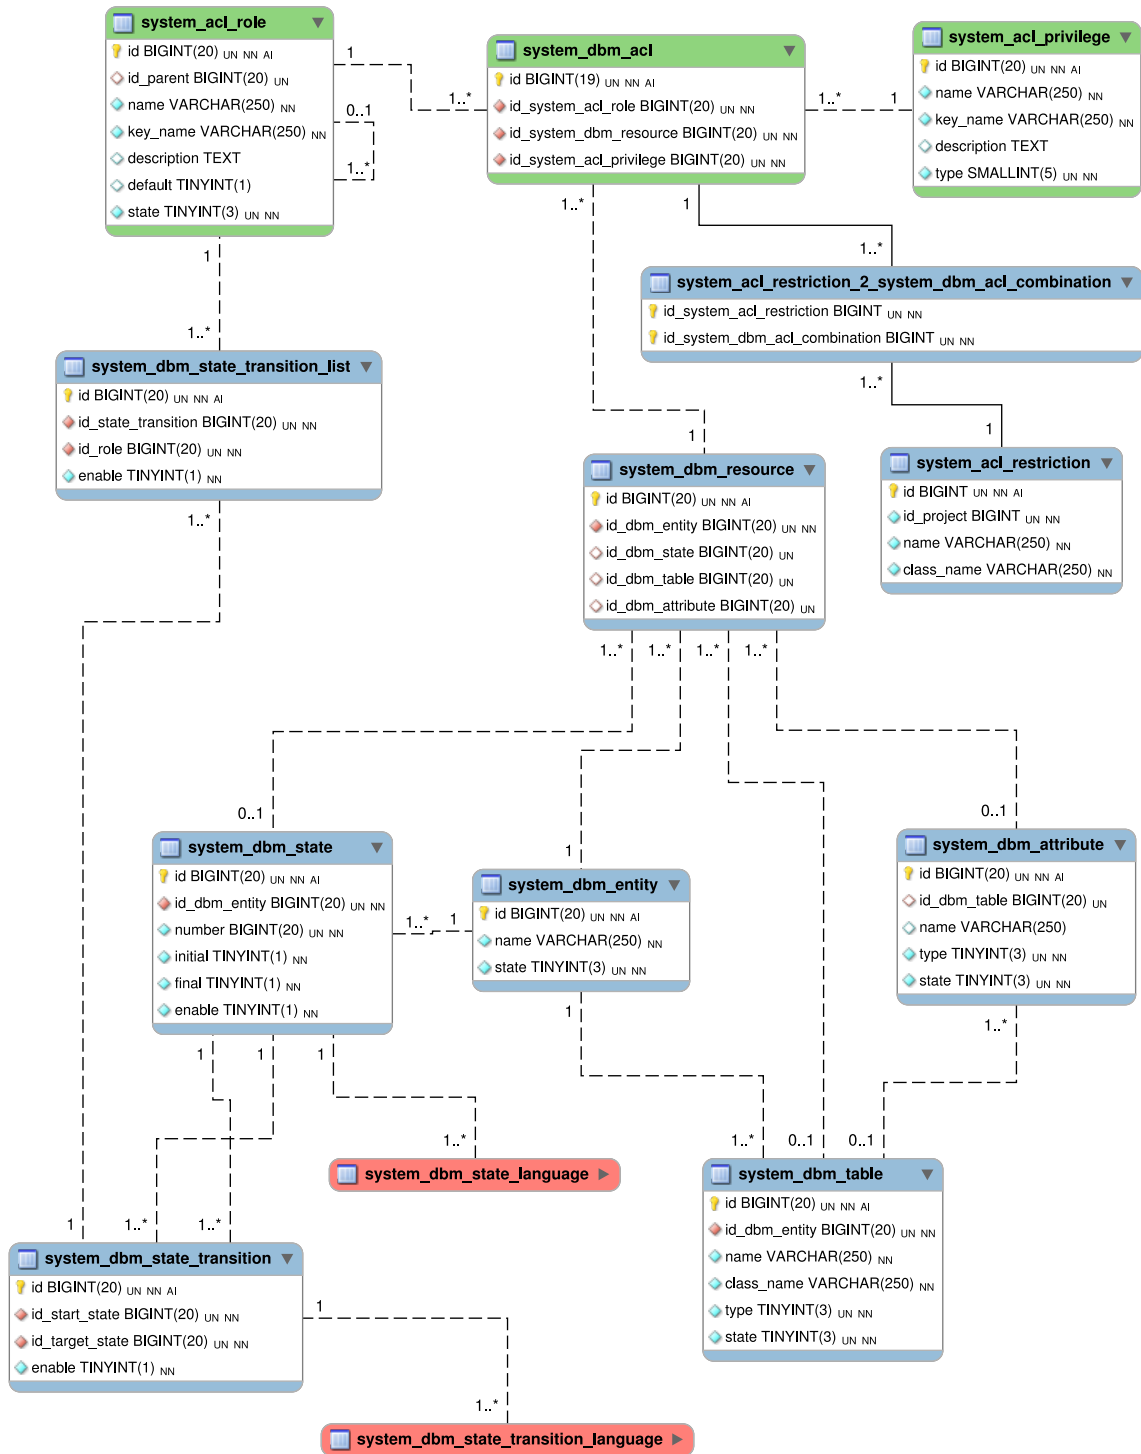 system_acl_role
id BIGINT(20) UN NN AI
id_parent BIGINT(20) UN
name VARCHAR(250) NN
key_name VARCHAR(250) NN
description TEXT
default TINYINT(1)
state TINYINT(3) UN NN
1
1..*
0..1
1..*
system_dbm_acl
id BIGINT(19) UN NN AI
id_system_acl_role BIGINT(20) UN NN
id_system_dbm_resource BIGINT(20) UN NN
id_system_acl_privilege BIGINT(20) UN NN
1..*
1
system_acl_privilege
id BIGINT(20) UN NN AI
name VARCHAR(250) NN
key_name VARCHAR(250) NN
description TEXT
type SMALLINT(5) UN NN
1..*
1
1..*
1
1..*
system_acl_restriction_2_system_dbm_acl_combination
id_system_acl_restriction BIGINT UN NN
id_system_dbm_acl_combination BIGINT UN NN
1..*
1
system_dbm_state_transition_list
id BIGINT(20) UN NN AI
id_state_transition BIGINT(20) UN NN
id_role BIGINT(20) UN NN
enable TINYINT(1) NN
1..*
1
system_dbm_resource
id BIGINT(20) UN NN AI
id_dbm_entity BIGINT(20) UN NN
id_dbm_state BIGINT(20) UN
id_dbm_table BIGINT(20) UN
id_dbm_attribute BIGINT(20) UN
system_acl_restriction
id BIGINT UN NN AI
id_project BIGINT UN NN
name VARCHAR(250) NN
class_name VARCHAR(250) NN
1..*
1..*
1..*
1..*
0..1
1
0..1
system_dbm_state
id BIGINT(20) UN NN AI
id_dbm_entity BIGINT(20) UN NN
number BIGINT(20) UN NN
initial TINYINT(1) NN
final TINYINT(1) NN
enable TINYINT(1) NN
1..*
1
system_dbm_entity
id BIGINT(20) UN NN AI
name VARCHAR(250) NN
state TINYINT(3) UN NN
system_dbm_attribute
id BIGINT(20) UN NN AI
id_dbm_table BIGINT(20) UN
name VARCHAR(250)
type TINYINT(3) UN NN
state TINYINT(3) UN NN
1
1
1
1
1..*
1..*
1..*
0..1
0..1
system_dbm_state_language
system_dbm_table
id BIGINT(20) UN NN AI
id_dbm_entity BIGINT(20) UN NN
name VARCHAR(250) NN
class_name VARCHAR(250) NN
type TINYINT(3) UN NN
state TINYINT(3) UN NN
1
1..*
1..*
system_dbm_state_transition
id BIGINT(20) UN NN AI
id_start_state BIGINT(20) UN NN
id_target_state BIGINT(20) UN NN
enable TINYINT(1) NN
1
1..*
system_dbm_state_transition_language